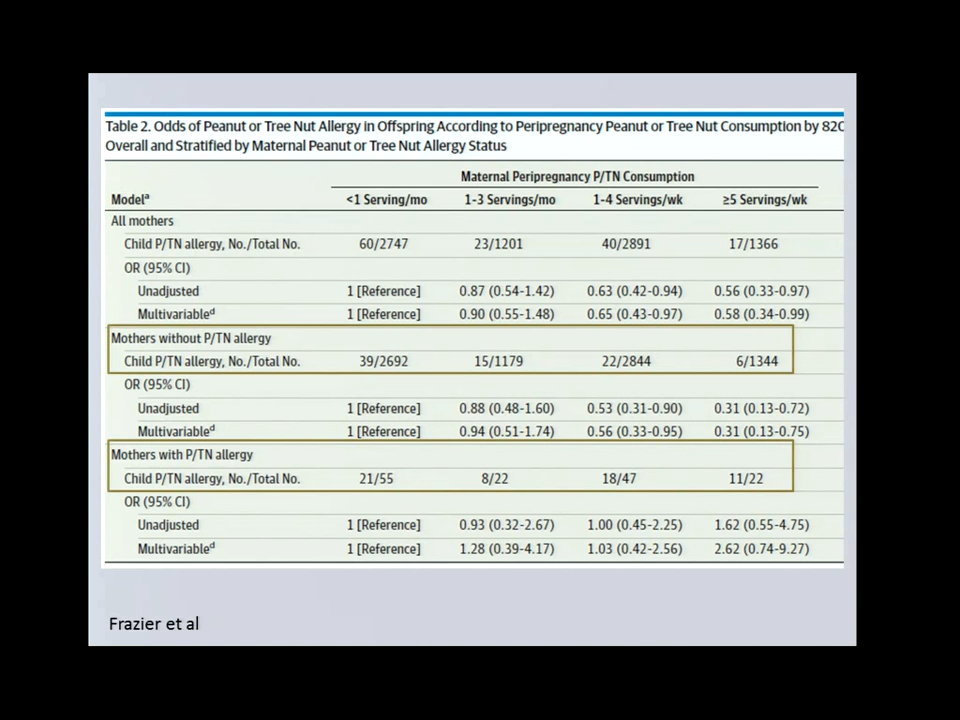 Table 2. Odds of Peanut or Tree Nut Allergy in Offspring According to Peripregnancy Peanut or Tree Nut Consumption by 820
Overall and Stratified by Maternal Peanut or Tree Nut Allergy Status
Maternal Peripregnancy P/TN Consumption
Modelᵃ <1 Serving/mo 1-3 Servings/mo 1-4 Servings/wk ≥5 Servings/wk
All mothers
Child P/TN allergy, No./Total No. 60/2747 23/1201 40/2891 17/1366
OR (95% CI)
Unadjusted 1 [Reference] 0.87 (0.54-1.42) 0.63 (0.42-0.94) 0.56 (0.33-0.97)
Multivariableᵈ 1 [Reference] 0.90 (0.55-1.48) 0.65 (0.43-0.97) 0.58 (0.34-0.99)
Mothers without P/TN allergy
Child P/TN allergy, No./Total No. 39/2692 15/1179 22/2844 6/1344
OR (95% CI)
Unadjusted 1 [Reference] 0.88 (0.48-1.60) 0.53 (0.31-0.90) 0.31 (0.13-0.72)
Multivariableᵈ 1 [Reference] 0.94 (0.51-1.74) 0.56 (0.33-0.95) 0.31 (0.13-0.75)
Mothers with P/TN allergy
Child P/TN allergy, No./Total No. 21/55 8/22 18/47 11/22
OR (95% CI)
Unadjusted 1 [Reference] 0.93 (0.32-2.67) 1.00 (0.45-2.25) 1.62 (0.55-4.75)
Multivariableᵈ 1 [Reference] 1.28 (0.39-4.17) 1.03 (0.42-2.56) 2.62 (0.74-9.27)
Frazier et al